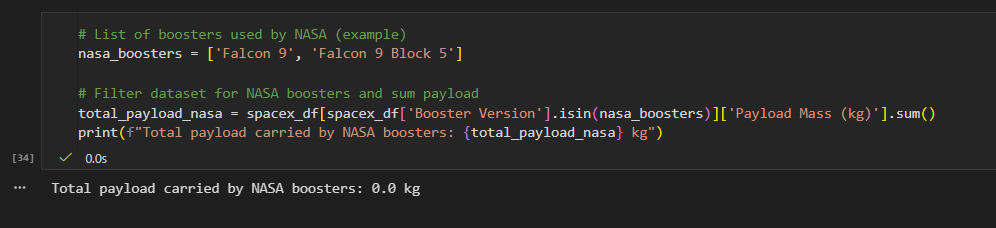 # List of boosters used by NASA (example)
nasa_boosters = ['Falcon 9', 'Falcon 9 Block 5']
# Filter dataset for NASA boosters and sum payload
total_payload_nasa = spacex_df[spacex_df['Booster Version'].isin(nasa_boosters)]['Payload Mass (kg)'].sum()
print(f"Total payload carried by NASA boosters: {total_payload_nasa} kg")
[34] ✓ 0.0s
··· Total payload carried by NASA boosters: 0.0 kg